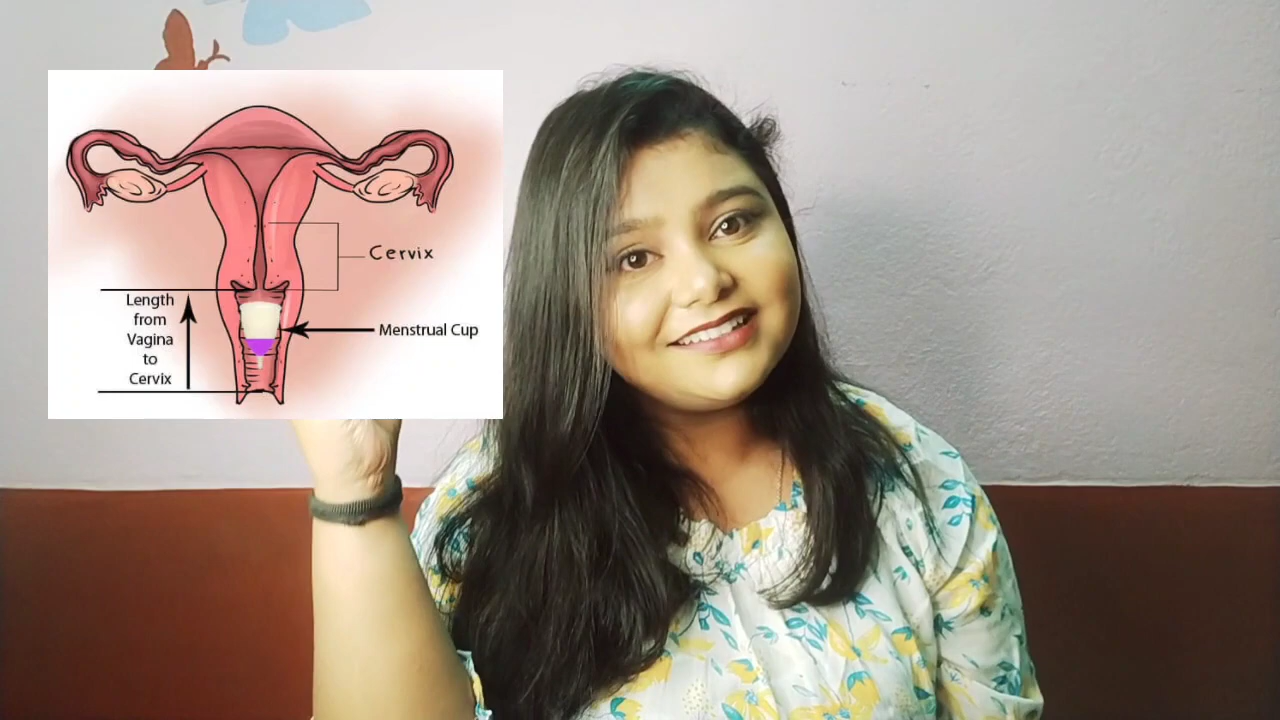 Cervix
Length
from
Vagina
to
Cervix
Menstrual Cup